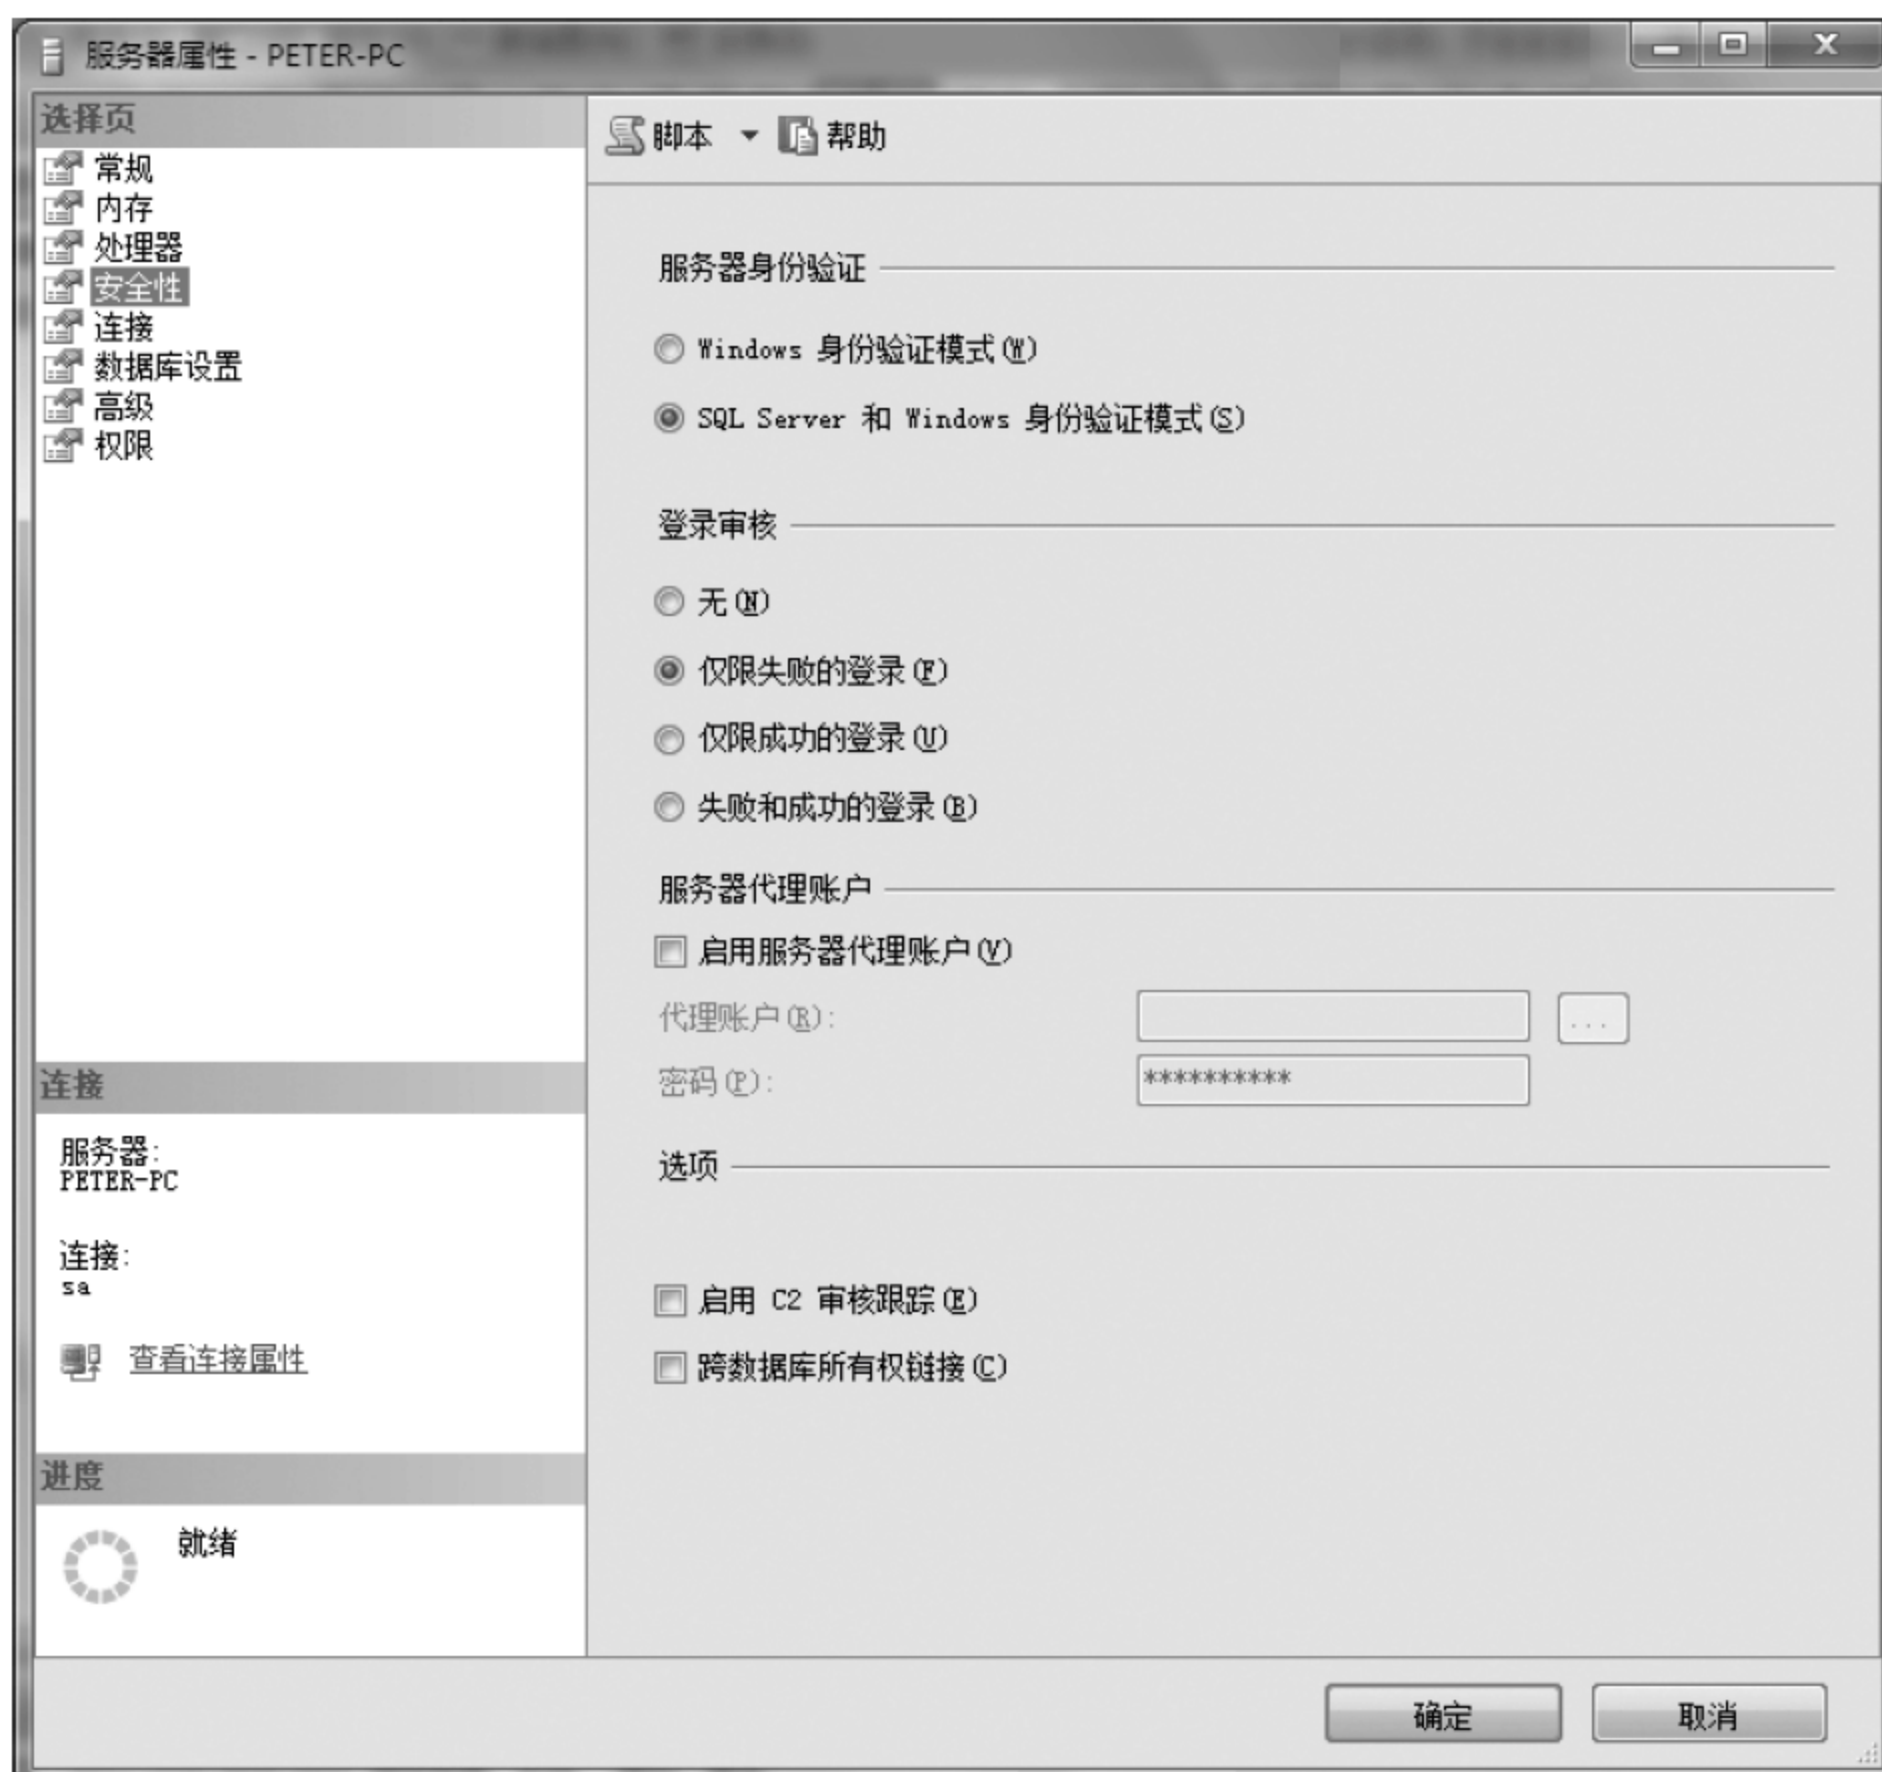 服务器属性 - PETER-PC
选择页
常规
内存
处理器
安全性
连接
数据库设置
高级
权限
脚本 帮助
服务器身份验证
Windows 身份验证模式(W)
SQL Server 和 Windows 身份验证模式(S)
登录审核
无(N)
仅限失败的登录(F)
仅限成功的登录(U)
失败和成功的登录(B)
服务器代理账户
启用服务器代理账户(V)
代理账户(R):
...
密码(P):
**********
选项
启用 C2 审核跟踪(E)
跨数据库所有权链接(C)
连接
服务器:
PETER-PC
连接:
sa
查看连接属性
进度
就绪
确定
取消